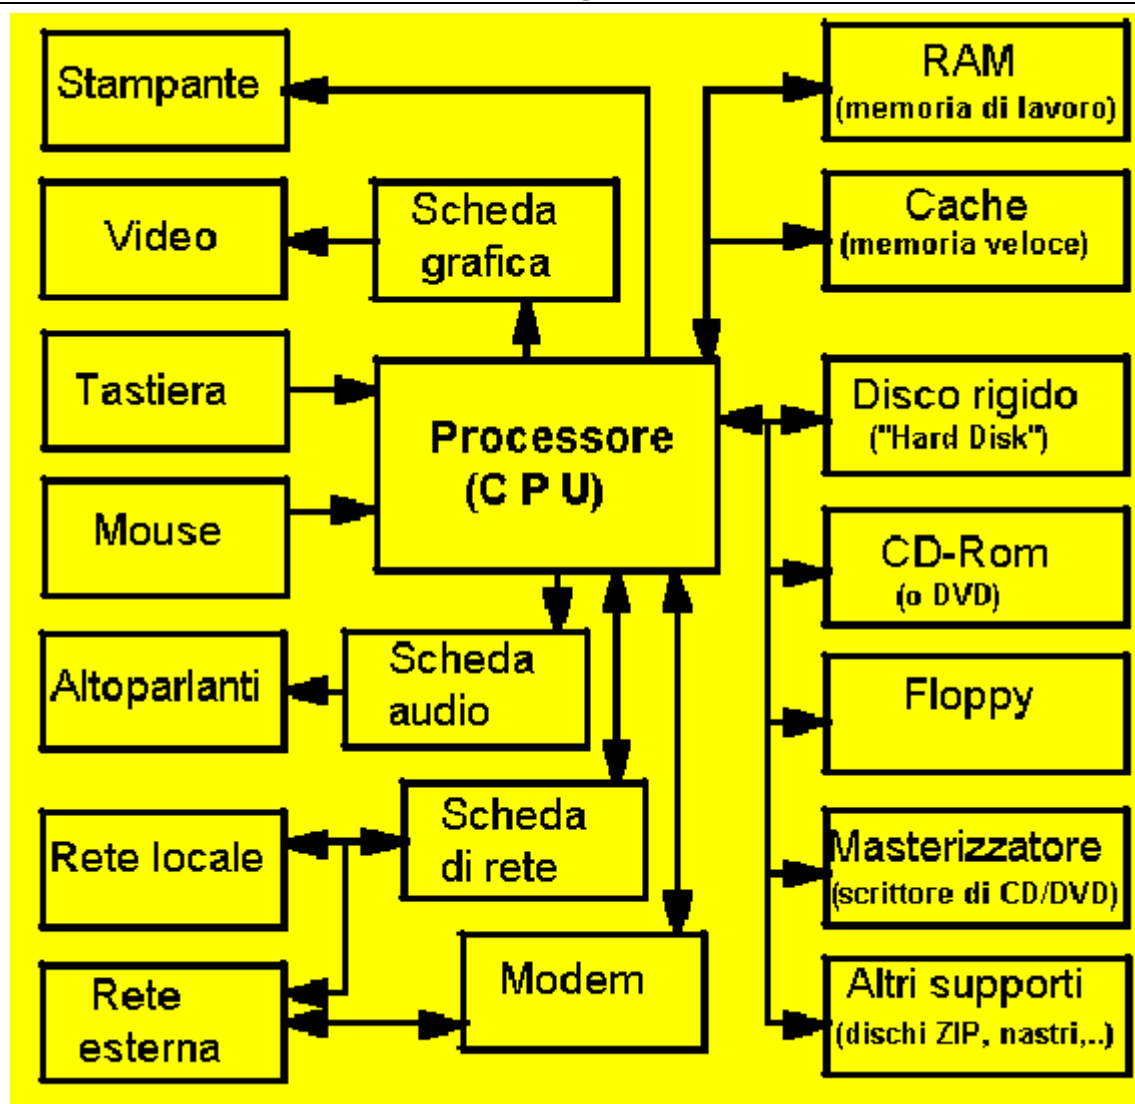 Stampante
RAM
(memoria di lavoro)
Video
Scheda
grafica
Cache
(memoria veloce)
Tastiera
Processore
(C P U)
Disco rigido
("Hard Disk")
Mouse
CD-Rom
(o DVD)
Altoparlanti
Scheda
audio
Floppy
Rete locale
Scheda
di rete
Masterizzatore
(scrittore di CD/DVD)
Rete
esterna
Modem
Altri supporti
(dischi ZIP, nastri,..)